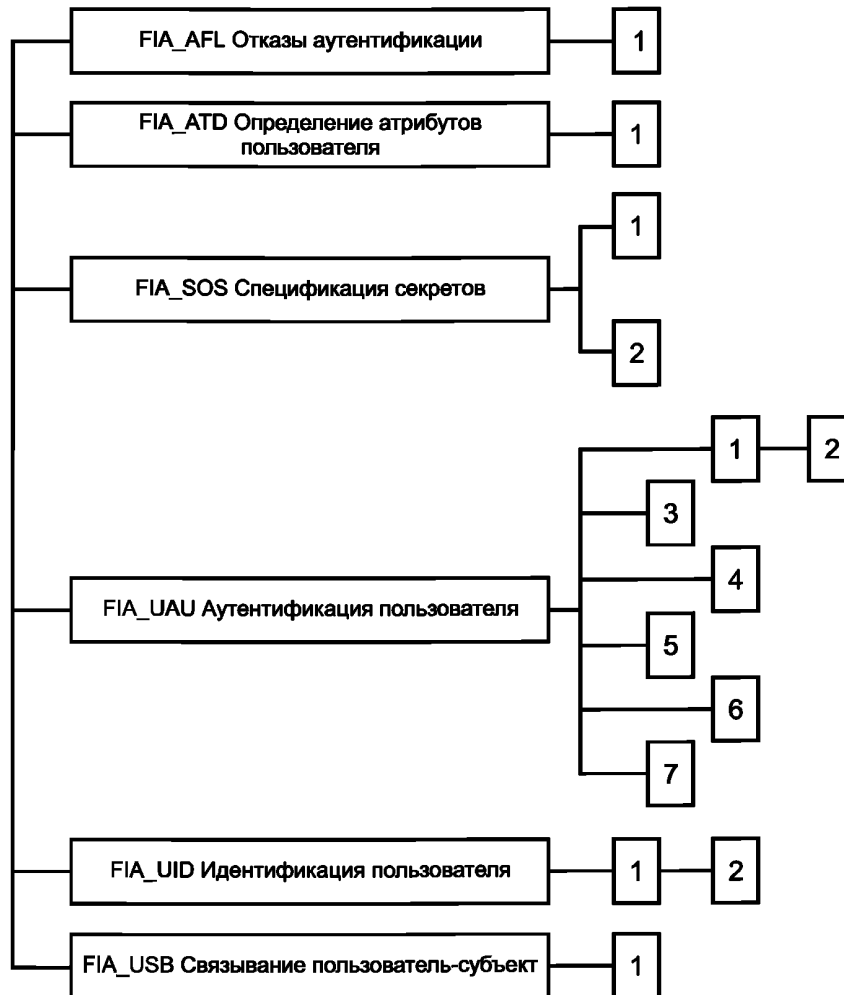 FIA_AFL Отказы аутентификации
1
FIA_ATD Определение атрибутов
пользователя
1
FIA_SOS Спецификация секретов
1
2
FIA_UAU Аутентификация пользователя
1
2
3
4
5
6
7
FIA_UID Идентификация пользователя
1
2
FIA_USB Связывание пользователь-субъект
1